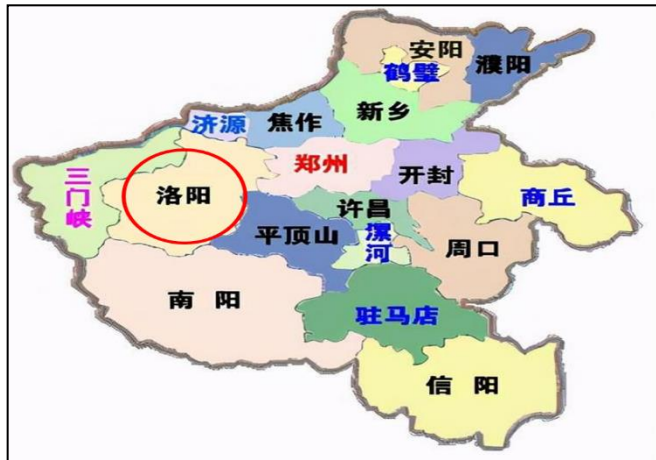 安阳
鹤壁
濮阳
新乡
济源
焦作
郑州
开封
三门峡
洛阳
许昌
商丘
平顶山
漯河
周口
南阳
驻马店
信阳